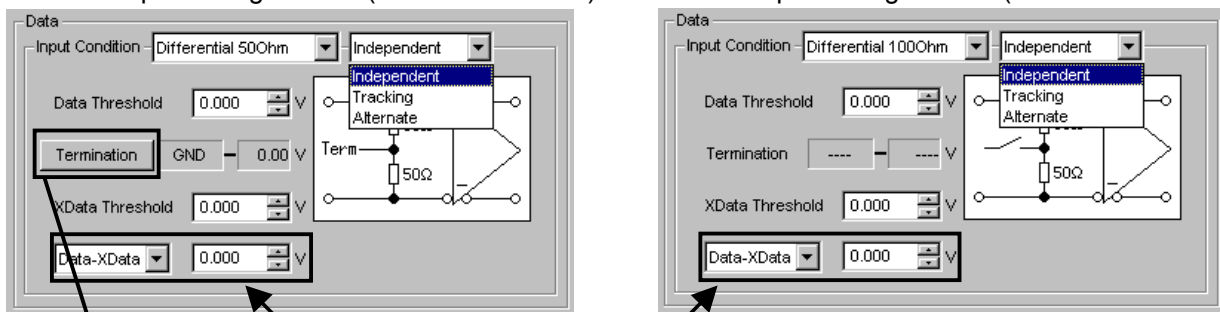 Data
Input Condition Differential 50Ohm Independent
Independent
Tracking
Alternate
Data Threshold 0.000 V
Term
Termination GND – 0.00 V
50Ω
XData Threshold 0.000 V
Data-XData 0.000 V
Data
Input Condition Differential 100Ohm Independent
Independent
Tracking
Alternate
Data Threshold 0.000 V
Termination ---- – ---- V
50Ω
XData Threshold 0.000 V
Data-XData 0.000 V